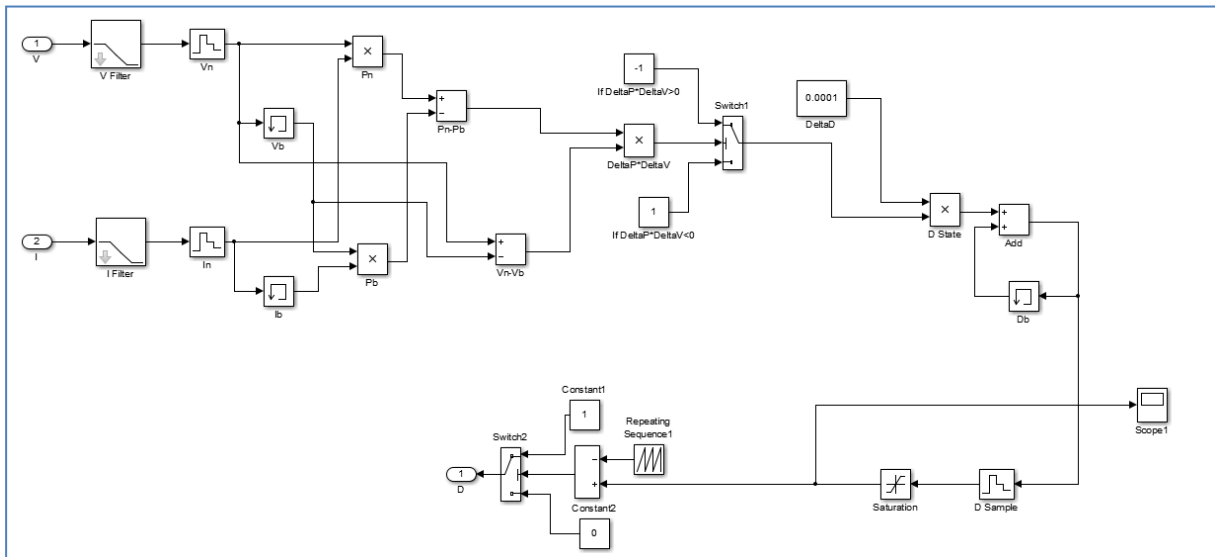 1
V
V Filter
Vn
×
Pn
Vb
+
−
Pn-Pb
-1
If DeltaP*DeltaV>0
Switch1
0.0001
DeltaD
×
DeltaP*DeltaV
1
If DeltaP*DeltaV<0
2
I
I Filter
In
Ib
×
Pb
+
−
Vn-Vb
×
D State
+
+
Add
Db
Scope1
Constant1
1
Repeating
Sequence1
Switch2
1
D
−
+
Constant2
0
Saturation
D Sample